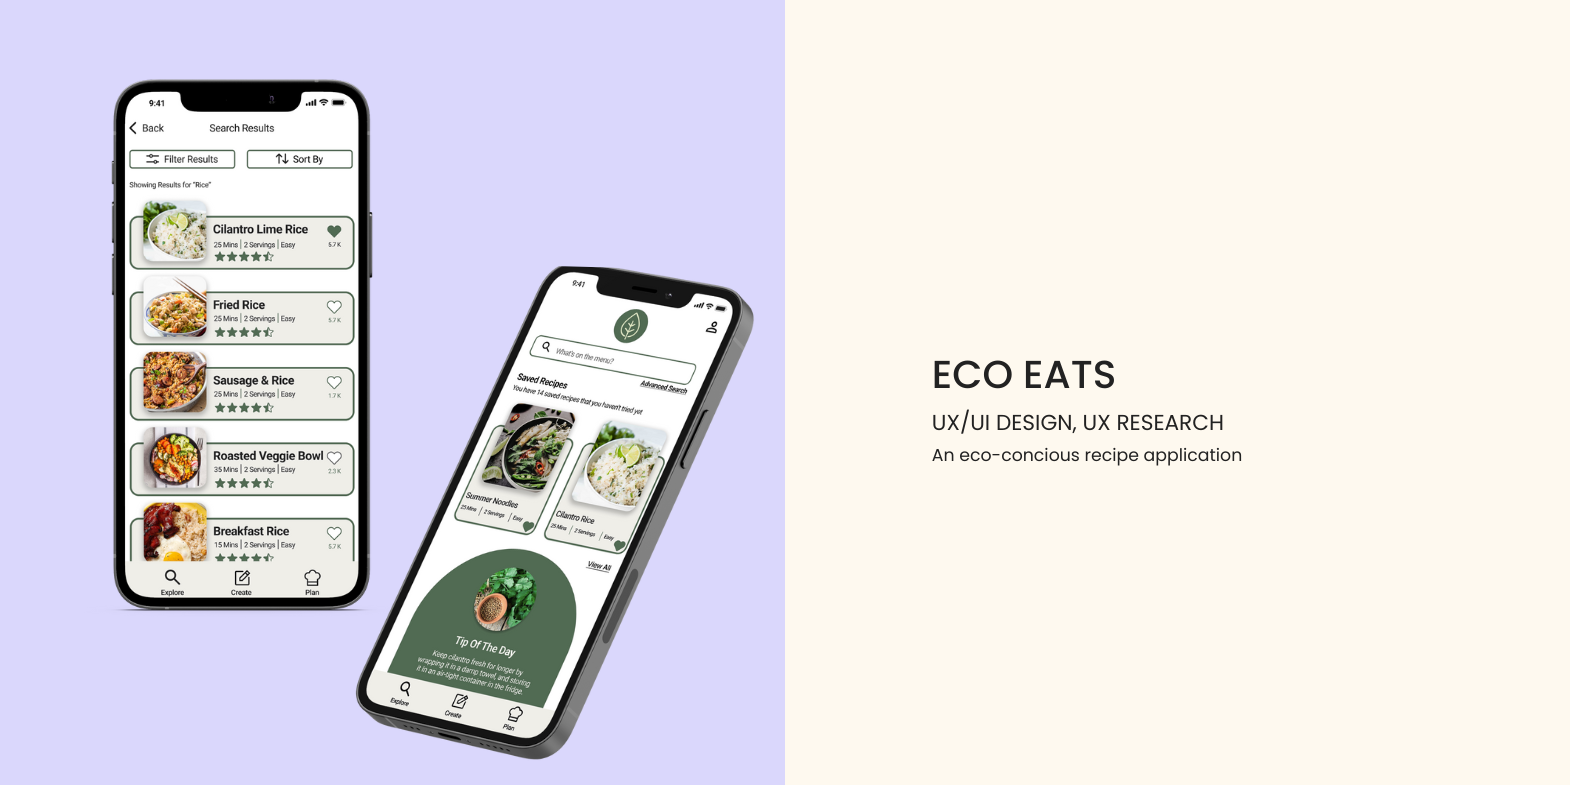 9:41
Back
Search Results
Filter Results
Sort By
Showing Results for "Rice"
Cilantro Lime Rice
25 Mins | 2 Servings | Easy
5.7 K
Fried Rice
25 Mins | 2 Servings | Easy
5.7 K
Sausage & Rice
25 Mins | 2 Servings | Easy
1.7 K
Roasted Veggie Bowl
35 Mins | 2 Servings | Easy
2.3 K
Breakfast Rice
15 Mins | 2 Servings | Easy
5.7 K
Explore
Create
Plan
9:41
What's on the menu?
Advanced Search
Saved Recipes
You have 14 saved recipes that you haven't tried yet
Summer Noodles
25 Mins | 2 Servings | Easy
Cilantro Rice
25 Mins | 2 Servings | Easy
View All
Tip Of The Day
Keep cilantro fresh for longer by
wrapping it in a damp towel, and storing
it in an air-tight container in the fridge.
Explore
Create
Plan
ECO EATS
UX/UI DESIGN, UX RESEARCH
An eco-concious recipe application